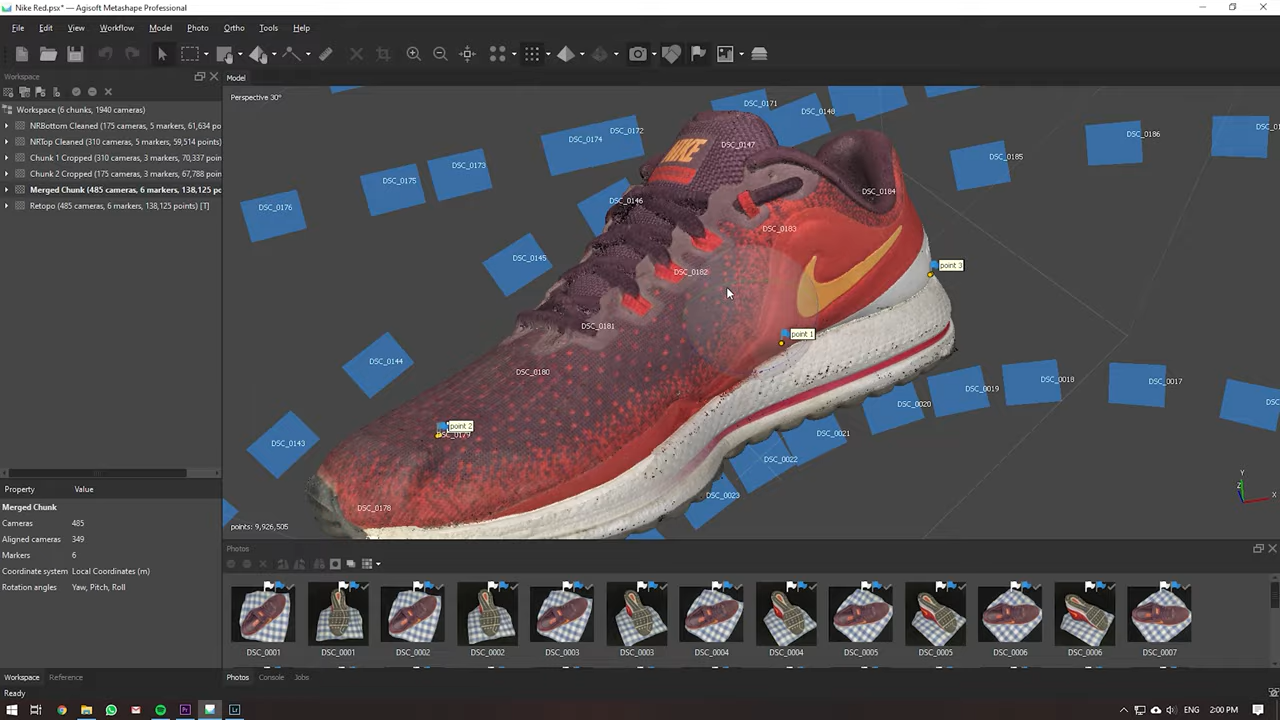 Nike Red.psx* — Agisoft Metashape Professional
File Edit View Workflow Model Photo Ortho Tools Help
Workspace
Model
Workspace (6 chunks, 1940 cameras)
NRBottom Cleaned (175 cameras, 5 markers, 61,634 po
NRTop Cleaned (310 cameras, 5 markers, 59,514 points)
Chunk 1 Cropped (310 cameras, 3 markers, 70,337 point
Chunk 2 Cropped (175 cameras, 3 markers, 67,788 point
Merged Chunk (485 cameras, 6 markers, 138,125 po
Retopo (485 cameras, 6 markers, 138,125 points) [T]
Property Value
Merged Chunk
Cameras 485
Aligned cameras 349
Markers 6
Coordinate system Local Coordinates (m)
Rotation angles Yaw, Pitch, Roll
Perspective 30°
DSC_0171
DSC_0148
DSC_0172
DSC_0174
DSC_0147
NIKE
DSC_0186
DSC_0185
DSC_0173
DSC_0175
DSC_0184
DSC_0146
DSC_0176
DSC_0183
DSC_0145
DSC_0182
point 3
DSC_0181
point 1
DSC_0144
DSC_0180
DSC_0019
DSC_0018
DSC_0017
DSC_0020
point 2
DSC_0179
DSC_0143
DSC_0021
DSC_0022
DSC_0023
DSC_0178
points: 9,926,505
Y
Z
X
Photos
DSC_0001 DSC_0001 DSC_0002 DSC_0002 DSC_0003 DSC_0003 DSC_0004 DSC_0004 DSC_0005 DSC_0005 DSC_0006 DSC_0006 DSC_0007
Workspace Reference
Photos Console Jobs
Ready
ENG 2:00 PM